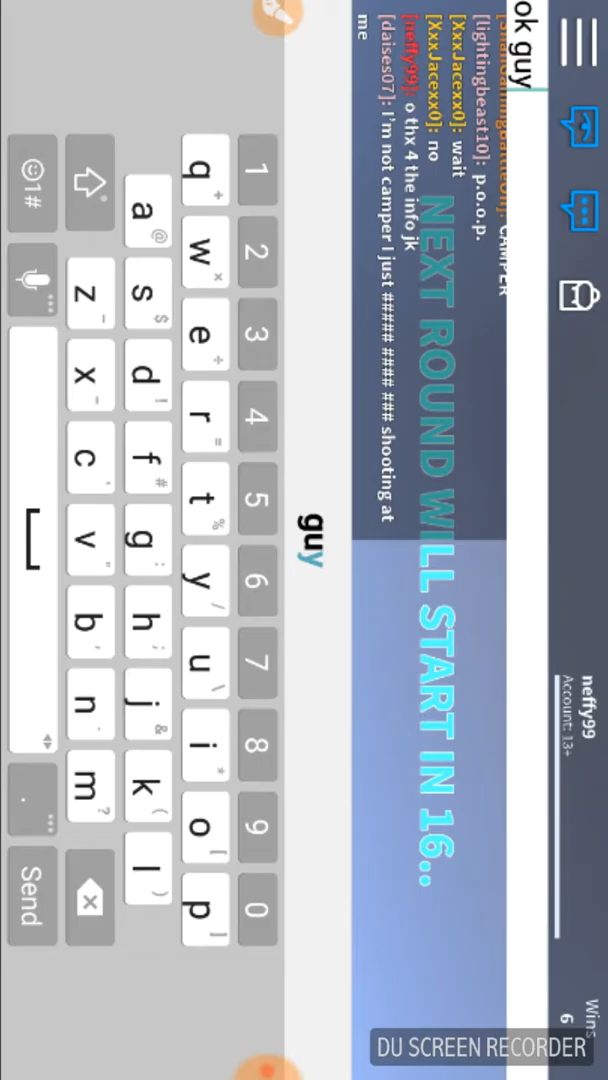 neffy99
Account: 13+
Wins
6
ok guy
CAMPER
[lightingbeast10]: p.o.o.p.
[XxxJacexx0]: wait
[XxxJacexx0]: no
[neffy99]: o thx 4 the info jk
[daises07]: I'm not camper I just ##### #### ### shooting at
me
NEXT ROUND WILL START IN 16..
guy
1 2 3 4 5 6 7 8 9 0
q w e r t y u i o p
a s d f g h j k l
z x c v b n m
1# . Send
DU SCREEN RECORDER